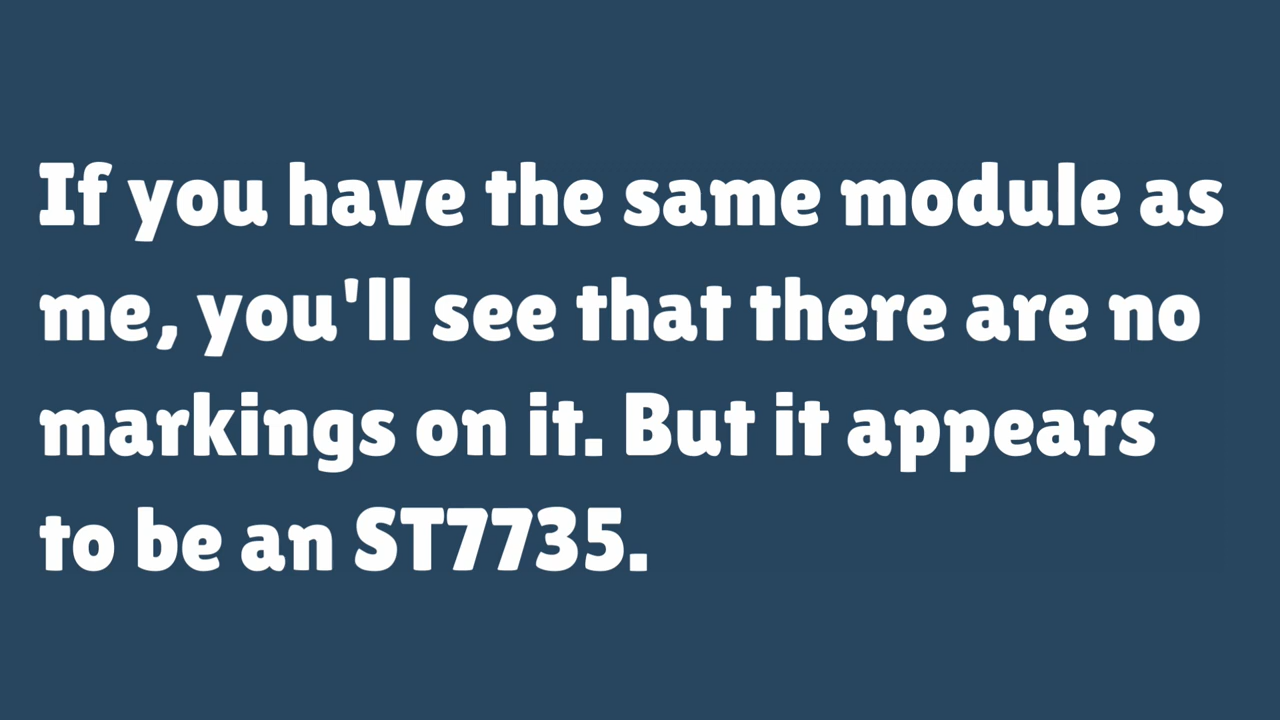 If you have the same module as
me, you'll see that there are no
markings on it. But it appears
to be an ST7735.